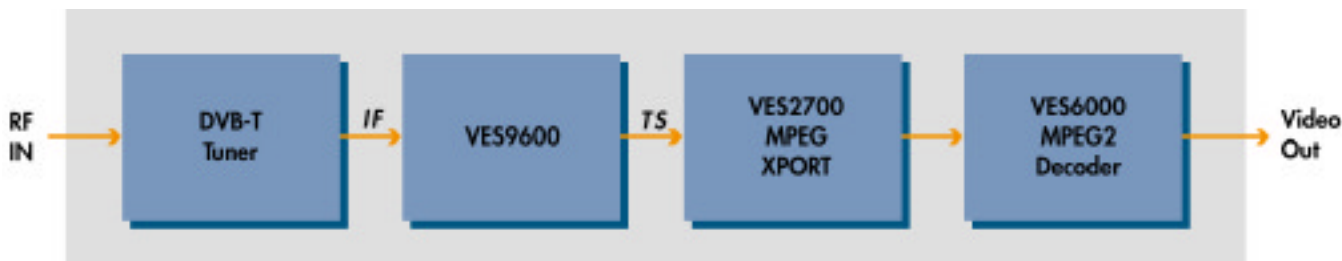 RF
IN
DVB-T
Tuner
IF
VES9600
TS
VES2700
MPEG
XPORT
VES6000
MPEG2
Decoder
Video
Out